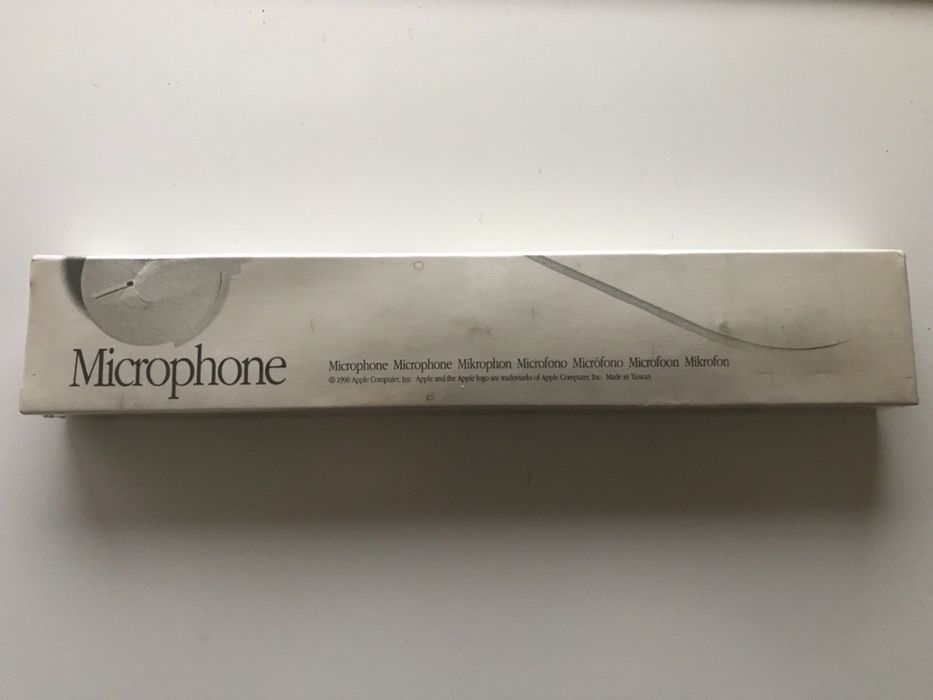 Microphone
Microphone Microphone Mikrophon Microfono Micrófono Microfoon Mikrofon
© 1990 Apple Computer, Inc. Apple and the Apple logo are trademarks of Apple Computer, Inc. Made in Taiwan